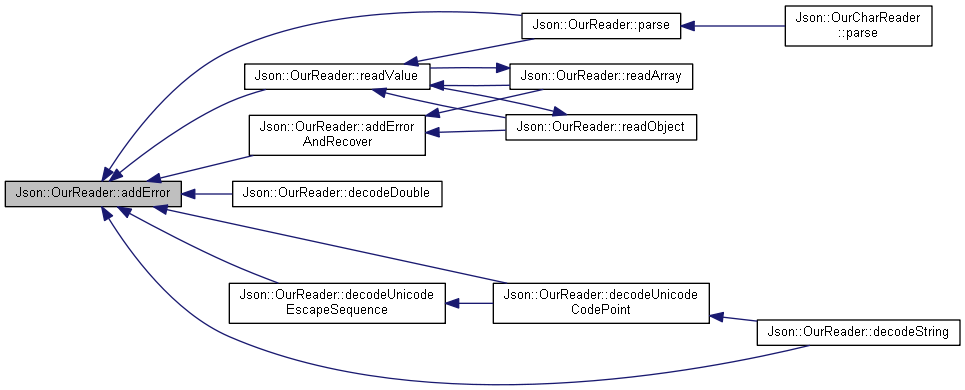 Json::OurReader::parse
Json::OurCharReader
::parse
Json::OurReader::readValue
Json::OurReader::readArray
Json::OurReader::addError
AndRecover
Json::OurReader::readObject
Json::OurReader::addError
Json::OurReader::decodeDouble
Json::OurReader::decodeUnicode
EscapeSequence
Json::OurReader::decodeUnicode
CodePoint
Json::OurReader::decodeString